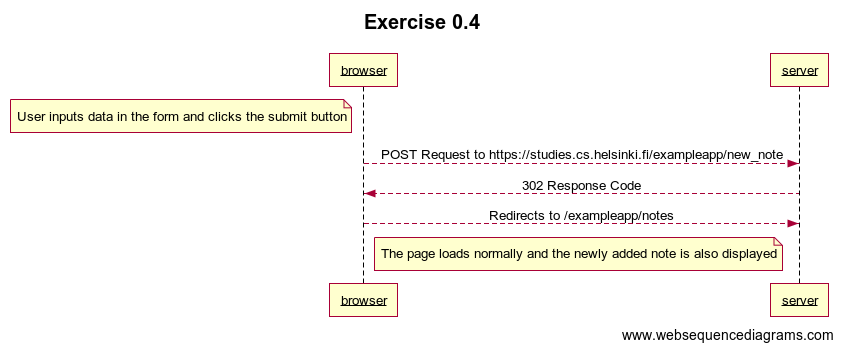 Exercise 0.4
browser
server
User inputs data in the form and clicks the submit button
POST Request to https://studies.cs.helsinki.fi/exampleapp/new_note
302 Response Code
Redirects to /exampleapp/notes
The page loads normally and the newly added note is also displayed
browser
server
www.websequencediagrams.com